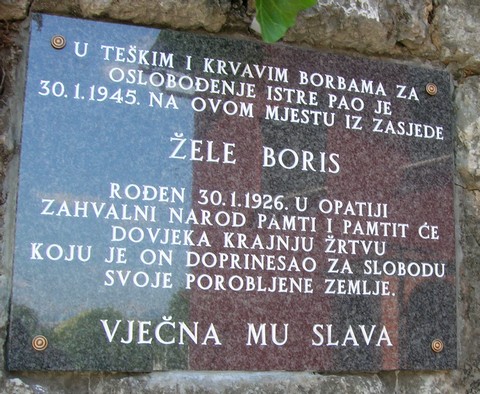 U TEŠKIM I KRVAVIM BORBAMA ZA
OSLOBOĐENJE ISTRE PAO JE
30.1.1945. NA OVOM MJESTU IZ ZASJEDE
ŽELE BORIS
ROĐEN 30.1.1926. U OPATIJI
ZAHVALNI NAROD PAMTI I PAMTIT ĆE
DOVJEKA KRAJNJU ŽRTVU
KOJU JE ON DOPRINESAO ZA SLOBODU
SVOJE POROBLJENE ZEMLJE.
VJEČNA MU SLAVA